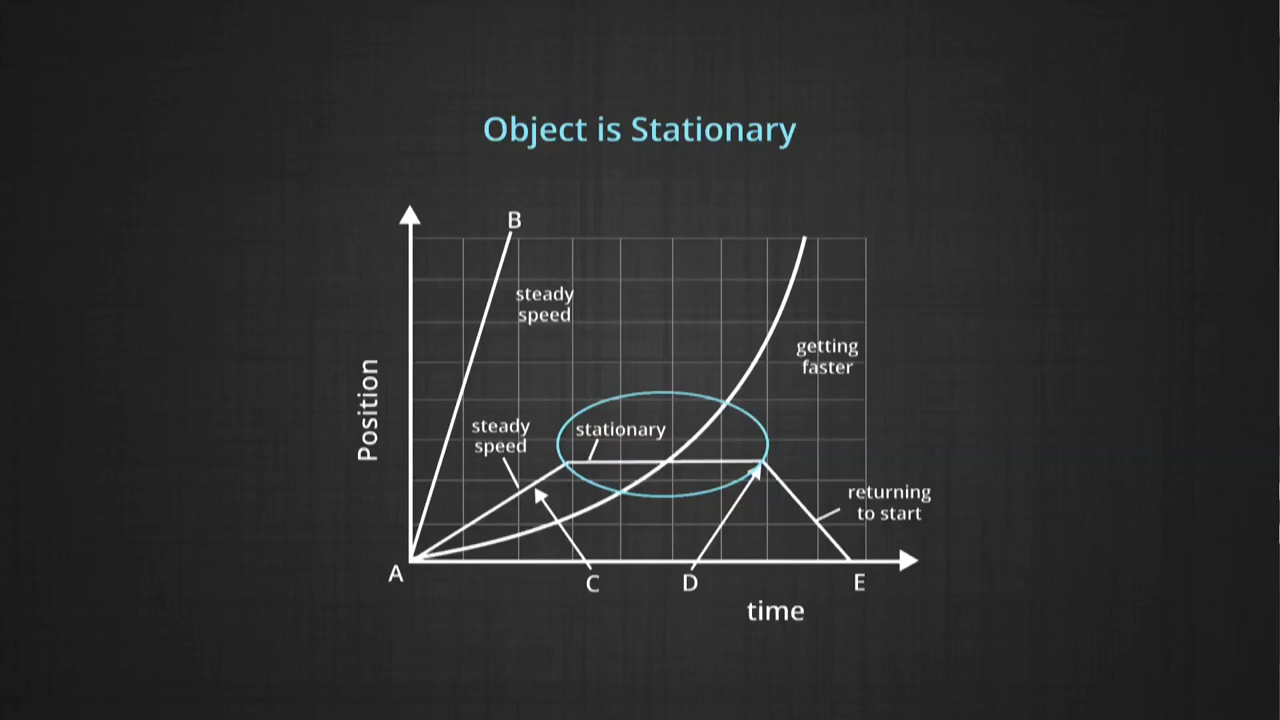 Object is Stationary
B
steady
speed
getting
faster
Position
steady
speed
stationary
returning
to start
A
C
D
E
time